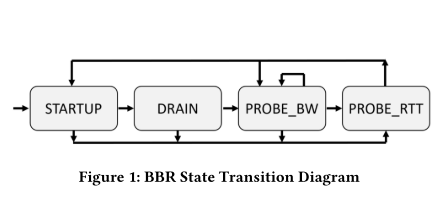 STARTUP
DRAIN
PROBE_BW
PROBE_RTT
Figure 1: BBR State Transition Diagram